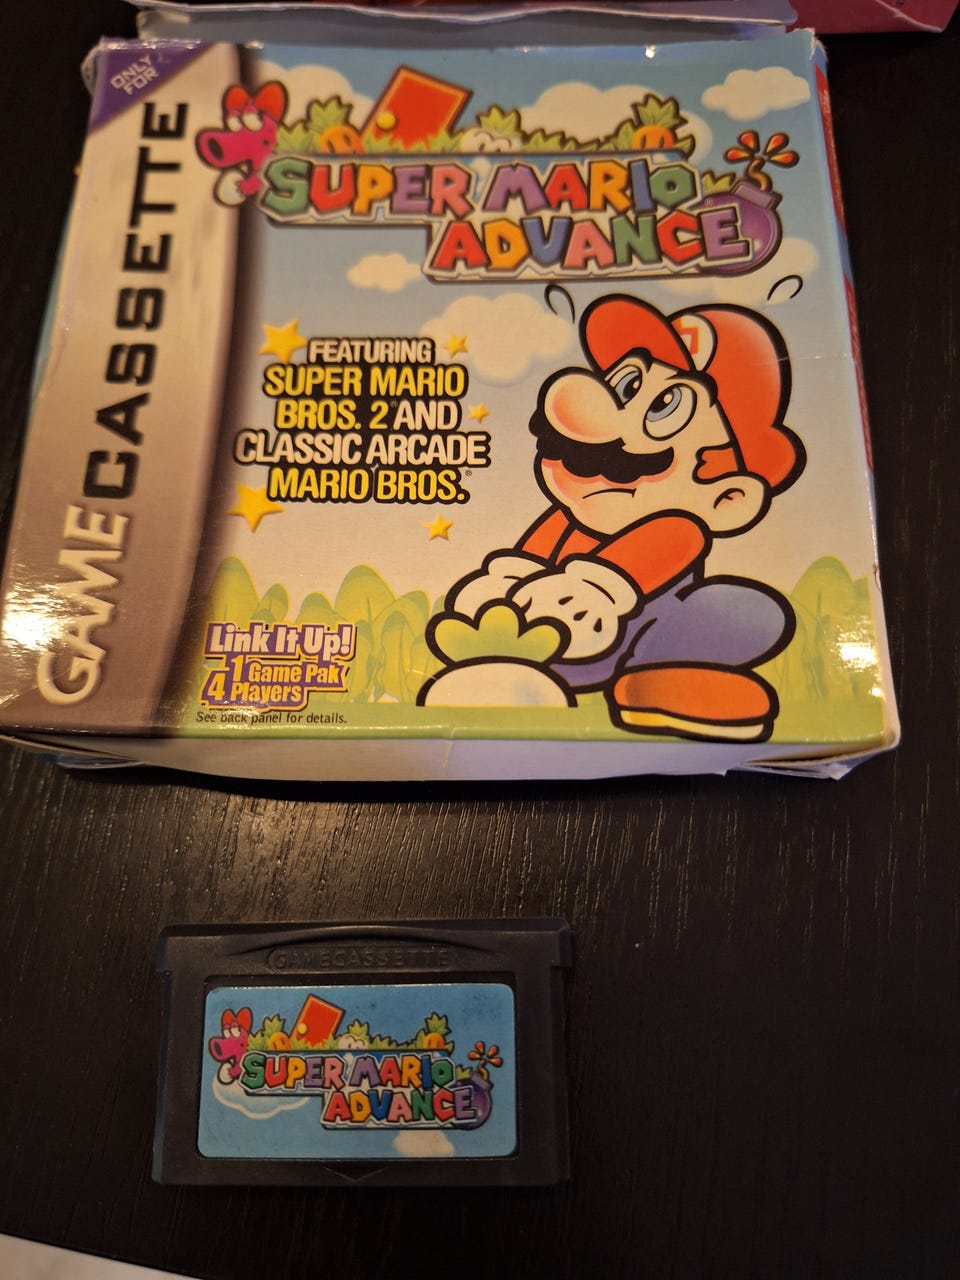 ONLY
FOR
GAMECASSETTE
SUPER MARIO
ADVANCE
FEATURING
SUPER MARIO
BROS. 2® AND
CLASSIC ARCADE
MARIO BROS.®
Link It Up!
1 Game Pak
4 Players
See back panel for details.
GAMECASSETTE
SUPER MARIO
ADVANCE